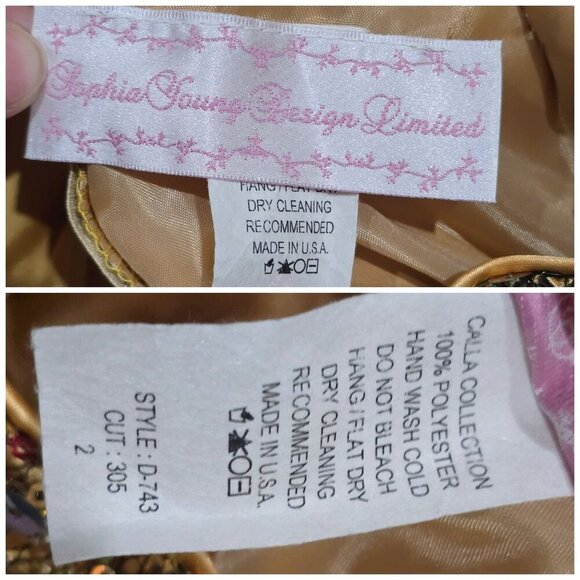 Sophia Young Design Limited
HANG / FLAT DRY
DRY CLEANING
RECOMMENDED
MADE IN U.S.A.
CALLA COLLECTION
100% POLYESTER
HAND WASH COLD
DO NOT BLEACH
HANG / FLAT DRY
DRY CLEANING
RECOMMENDED
MADE IN U.S.A.
STYLE : D-743
CUT : 305
2